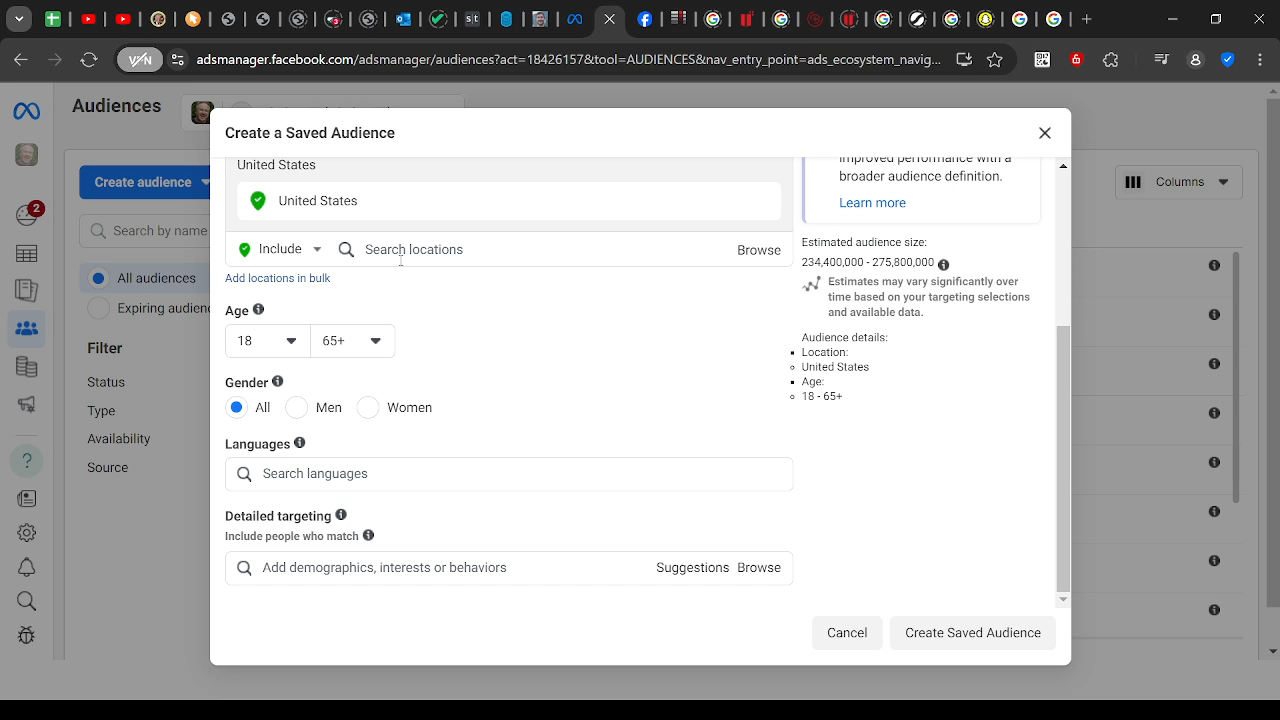 adsmanager.facebook.com/adsmanager/audiences?act=18426157&tool=AUDIENCES&nav_entry_point=ads_ecosystem_navig...
Audiences
Create a Saved Audience
Create audience
Search by name
All audiences
Expiring audien
Filter
Status
Type
Availability
Source
2
Columns
United States
United States
Include
Search locations
Browse
Add locations in bulk
Age
18
65+
Gender
All
Men
Women
Languages
Search languages
Detailed targeting
Include people who match
Add demographics, interests or behaviors
Suggestions
Browse
improved performance with a
broader audience definition.
Learn more
Estimated audience size:
234,400,000 - 275,800,000
Estimates may vary significantly over
time based on your targeting selections
and available data.
Audience details:
Location:
United States
Age:
18 - 65+
Cancel
Create Saved Audience